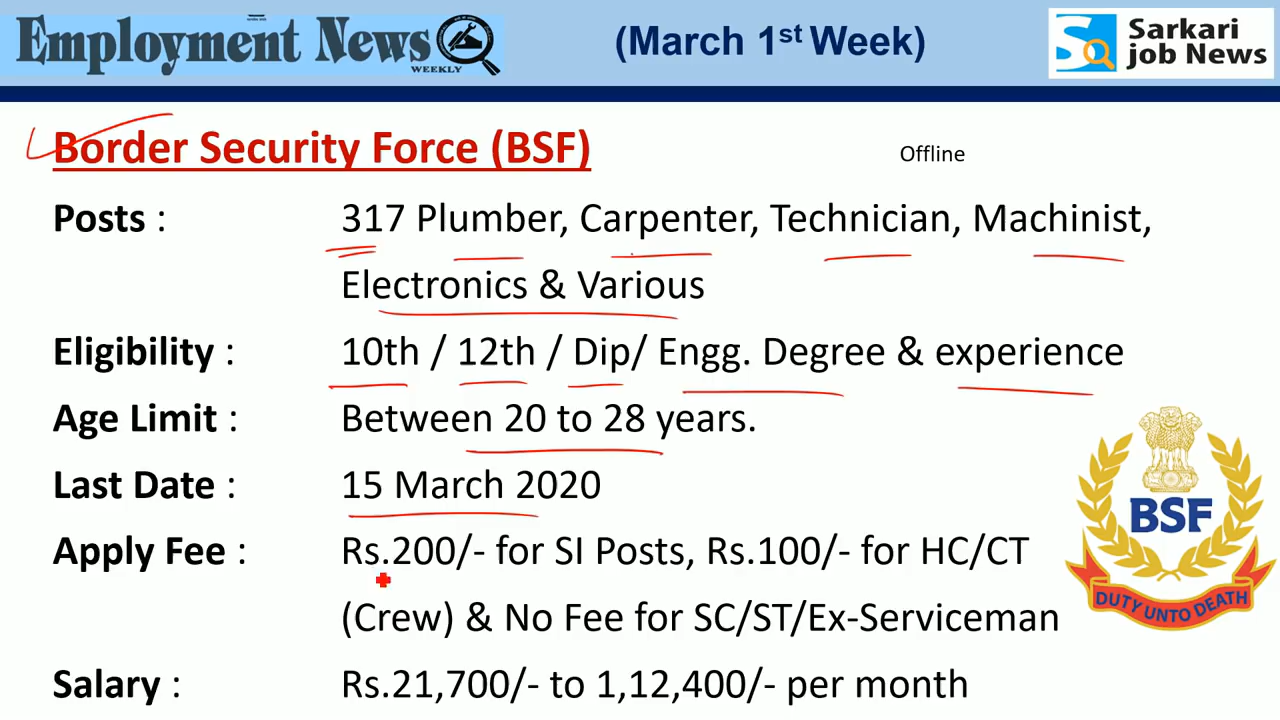 Employment News
WEEKLY
(March 1st Week)
Sarkari
job News
Border Security Force (BSF)
Offline
Posts : 317 Plumber, Carpenter, Technician, Machinist,
Electronics & Various
Eligibility : 10th / 12th / Dip/ Engg. Degree & experience
Age Limit : Between 20 to 28 years.
Last Date : 15 March 2020
Apply Fee : Rs.200/- for SI Posts, Rs.100/- for HC/CT
(Crew) & No Fee for SC/ST/Ex-Serviceman
Salary : Rs.21,700/- to 1,12,400/- per month
BSF
DUTY UNTO DEATH